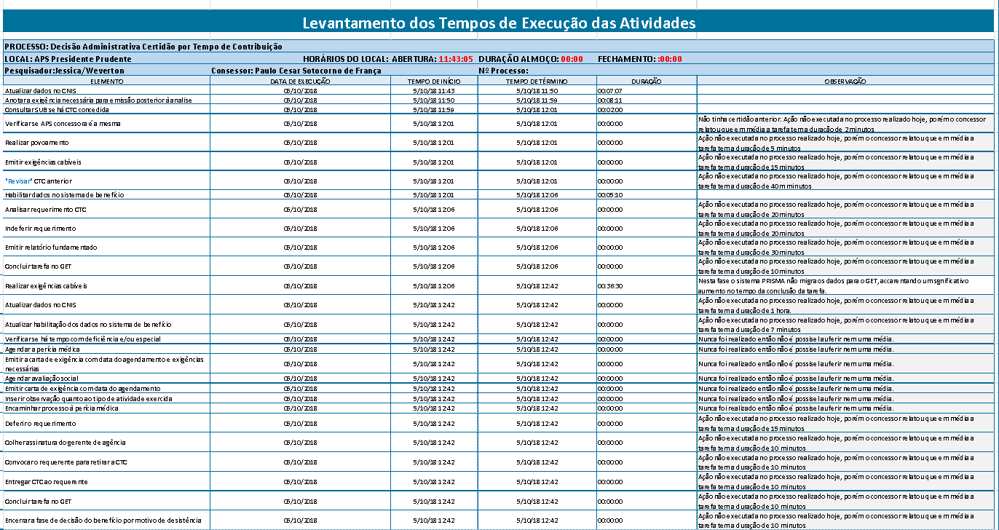 Levantamento dos Tempos de Execução das Atividades
PROCESSO: Decisão Administrativa Certidão por Tempo de Contribuição
LOCAL: APS Presidente Prudente HORÁRIOS DO LOCAL: ABERTURA: 11:43:05 DURAÇÃO ALMOÇO: 00:00 FECHAMENTO: :00:00
Pesquisador:Jessica/Weverton Consessor: Paulo Cesar Sotocorno de França Nº Processo:
ELEMENTO DATA DE EXECUÇÃO TEMPO DE INÍCIO TEMPO DE TÉRMINO DURAÇÃO OBSERVAÇÃO
Atualizar dados no CNIS 05/10/2018 5/10/18 11:43 5/10/18 11:50 00:07:07
Anotar a exigência necessária para emissão posterior à analise 05/10/2018 5/10/18 11:50 5/10/18 11:59 00:08:11
Consultar SUB se há CTC concedida 05/10/2018 5/10/18 11:59 5/10/18 12:01 00:02:00
Verificar se APS concessora é a mesma 05/10/2018 5/10/18 12:01 5/10/18 12:01 00:00:00 Não tinha certidão anterior. Ação não executada no processo realizado hoje, porém o concessor
relatou que em média a tarefa tem a duração de 2 minutos
Realizar povoamento 05/10/2018 5/10/18 12:01 5/10/18 12:01 00:00:00 Ação não executada no processo realizado hoje, porém o concessor relatou que em média a
tarefa tem a duração de 5 minutos
Emitir exigências cabíveis 05/10/2018 5/10/18 12:01 5/10/18 12:01 00:00:00 Ação não executada no processo realizado hoje, porém o concessor relatou que em média a
tarefa tem a duração de 15 minutos
"Revisar" CTC anterior 05/10/2018 5/10/18 12:01 5/10/18 12:01 00:00:00 Ação não executada no processo realizado hoje, porém o concessor relatou que em média a
tarefa tem a duração de 40 m minutos
Habilitar dados no sistema de benefício 05/10/2018 5/10/18 12:01 5/10/18 12:06 00:05:10
Analisar requerimento CTC 05/10/2018 5/10/18 12:06 5/10/18 12:06 00:00:00 Ação não executada no processo realizado hoje, porém o concessor relatou que em média a
tarefa tem a duração de 20 minutos
Indeferir requerimento 05/10/2018 5/10/18 12:06 5/10/18 12:06 00:00:00 Ação não executada no processo realizado hoje, porém o concessor relatou que em média a
tarefa tem a duração de 20 minutos
Emitir relatório fundamentado 05/10/2018 5/10/18 12:06 5/10/18 12:06 00:00:00 Ação não executada no processo realizado hoje, porém o concessor relatou que em média a
tarefa tem a duração de 30 minutos
Concluir tarefa no GET 05/10/2018 5/10/18 12:06 5/10/18 12:06 00:00:00 Ação não executada no processo realizado hoje, porém o concessor relatou que em média a
tarefa tem a duração de 10 minutos
Realizar exigências cabíveis 05/10/2018 5/10/18 12:06 5/10/18 12:42 00:36:30 Nesta fase o sistema PRISMA não migra os dados para o GET, accarentando um sgnificativo
aumento no tempo da conclusão da tarefa.
Atualizar dados no CNIS 05/10/2018 5/10/18 12:42 5/10/18 12:42 00:00:00 Ação não executada no processo realizado hoje, porém o concessor relatou que em média a
tarefa tem a duração de 1 hora.
Atualizar habilitação dos dados no sistema de benefício 05/10/2018 5/10/18 12:42 5/10/18 12:42 00:00:00 Ação não executada no processo realizado hoje, porém o concessor relatou que em média a
tarefa tem a duração de 7 minutos
Verificar se há tempo com deficiência e/ou especial 05/10/2018 5/10/18 12:42 5/10/18 12:42 00:00:00 Nunca foi realizado então não é possisel auferir nem uma média.
Agendar a perícia médica 05/10/2018 5/10/18 12:42 5/10/18 12:42 00:00:00 Nunca foi realizado então não é possisel auferir nem uma média.
Emitir a carta de exigência com data do agendamento e exigências
necessárias 05/10/2018 5/10/18 12:42 5/10/18 12:42 00:00:00 Nunca foi realizado então não é possisel auferir nem uma média.
Agendar avaliação social 05/10/2018 5/10/18 12:42 5/10/18 12:42 00:00:00 Nunca foi realizado então não é possisel auferir nem uma média.
Emitir carta de exigência com data do agendamento 05/10/2018 5/10/18 12:42 5/10/18 12:42 00:00:00 Nunca foi realizado então não é possisel auferir nem uma média.
Inserir observação quanto ao tipo de atividade exercida 05/10/2018 5/10/18 12:42 5/10/18 12:42 00:00:00 Nunca foi realizado então não é possisel auferir nem uma média.
Encaminhar processo à perícia médica 05/10/2018 5/10/18 12:42 5/10/18 12:42 00:00:00 Nunca foi realizado então não é possisel auferir nem uma média.
Deferir o requerimento 05/10/2018 5/10/18 12:42 5/10/18 12:42 00:00:00 Ação não executada no processo realizado hoje, porém o concessor relatou que em média a
tarefa tem a duração de 15 minutos
Colher assinatura do gerente de agência 05/10/2018 5/10/18 12:42 5/10/18 12:42 00:00:00 Ação não executada no processo realizado hoje, porém o concessor relatou que em média a
tarefa tem a duração de 10 minutos
Convocar o requerente para retirar a CTC 05/10/2018 5/10/18 12:42 5/10/18 12:42 00:00:00 Ação não executada no processo realizado hoje, porém o concessor relatou que em média a
tarefa tem a duração de 10 minutos
Entregar CTC ao requerente 05/10/2018 5/10/18 12:42 5/10/18 12:42 00:00:00 Ação não executada no processo realizado hoje, porém o concessor relatou que em média a
tarefa tem a duração de 10 minutos
Concluir tarefa no GET 05/10/2018 5/10/18 12:42 5/10/18 12:42 00:00:00 Ação não executada no processo realizado hoje, porém o concessor relatou que em média a
tarefa tem a duração de 10 minutos
Encerrar a fase de decisão do benefício por motivo de desistência 05/10/2018 5/10/18 12:42 5/10/18 12:42 00:00:00 Ação não executada no processo realizado hoje, porém o concessor relatou que em média a
tarefa tem a duração de 10 minutos